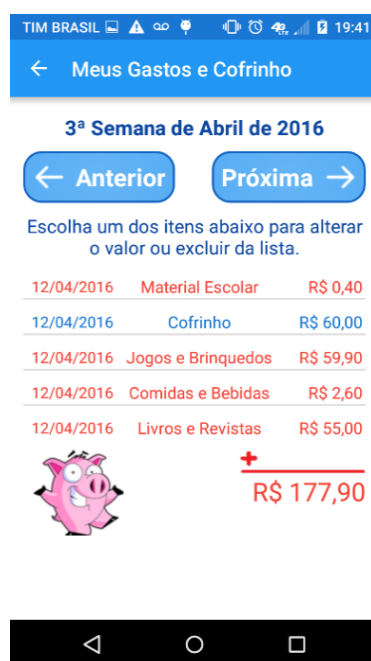 TIM BRASIL 4G LTE 19:41
← Meus Gastos e Cofrinho
3ª Semana de Abril de 2016
← Anterior Próxima →
Escolha um dos itens abaixo para alterar
o valor ou excluir da lista.
12/04/2016 Material Escolar R$ 0,40
12/04/2016 Cofrinho R$ 60,00
12/04/2016 Jogos e Brinquedos R$ 59,90
12/04/2016 Comidas e Bebidas R$ 2,60
12/04/2016 Livros e Revistas R$ 55,00
+
R$ 177,90